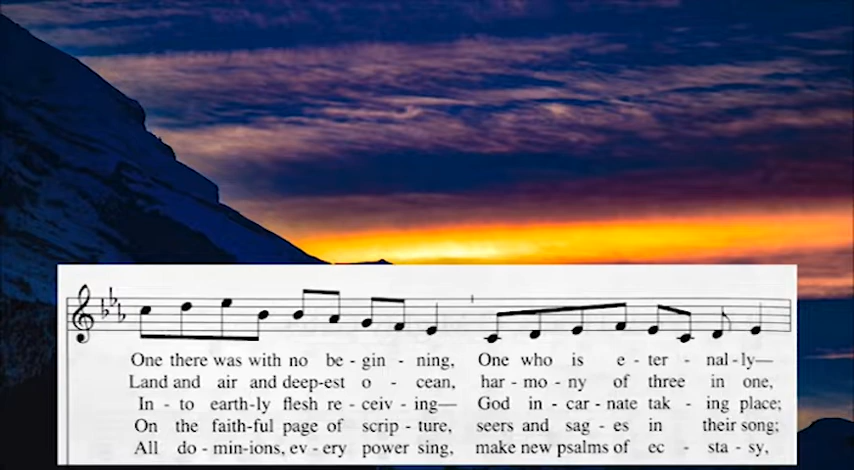 One there was with no be - gin - ning, One who is e - ter - nal - ly—
Land and air and deep-est o - cean, har - mo - ny of three in one,
In - to earth-ly flesh re - ceiv - ing— God in - car - nate tak - ing place;
On the faith-ful page of scrip - ture, seers and sag - es in their song;
All do - min-ions, ev - ery power sing, make new psalms of ec - sta - sy,